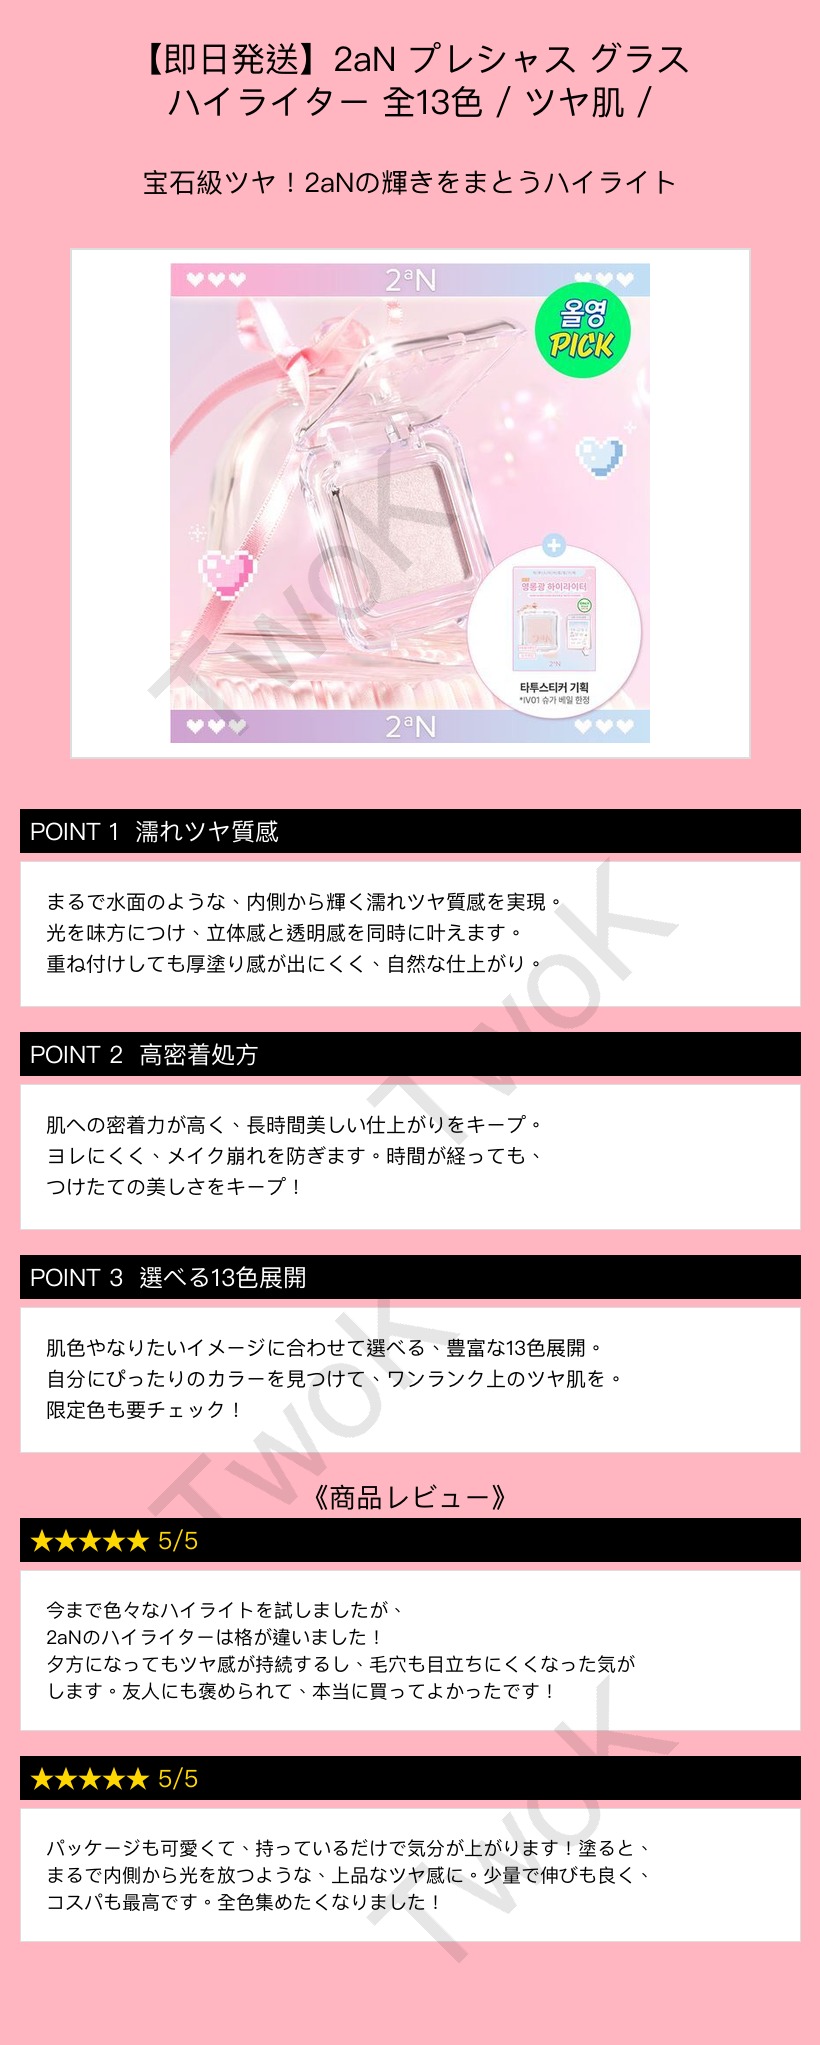 【即日発送】2aN プレシャス グラス
ハイライター 全13色 / ツヤ肌 /
宝石級ツヤ！2aNの輝きをまとうハイライト
2aN
올영
PICK
영롱광 하이라이터
2aN
타투스티커 기획
*IV01 슈가 베일 한정
2aN
TwoK
POINT 1 濡れツヤ質感
まるで水面のような、内側から輝く濡れツヤ質感を実現。
光を味方につけ、立体感と透明感を同時に叶えます。
重ね付けしても厚塗り感が出にくく、自然な仕上がり。
TwoK
POINT 2 高密着処方
肌への密着力が高く、長時間美しい仕上がりをキープ。
ヨレにくく、メイク崩れを防ぎます。時間が経っても、
つけたての美しさをキープ！
POINT 3 選べる13色展開
肌色やなりたいイメージに合わせて選べる、豊富な13色展開。
自分にぴったりのカラーを見つけて、ワンランク上のツヤ肌を。
限定色も要チェック！
TwoK
《商品レビュー》
★★★★★ 5/5
今まで色々なハイライトを試しましたが、
2aNのハイライターは格が違いました！
夕方になってもツヤ感が持続するし、毛穴も目立ちにくくなった気が
します。友人にも褒められて、本当に買ってよかったです！
★★★★★ 5/5
パッケージも可愛くて、持っているだけで気分が上がります！塗ると、
まるで内側から光を放つような、上品なツヤ感に。少量で伸びも良く、
コスパも最高です。全色集めたくなりました！
TwoK